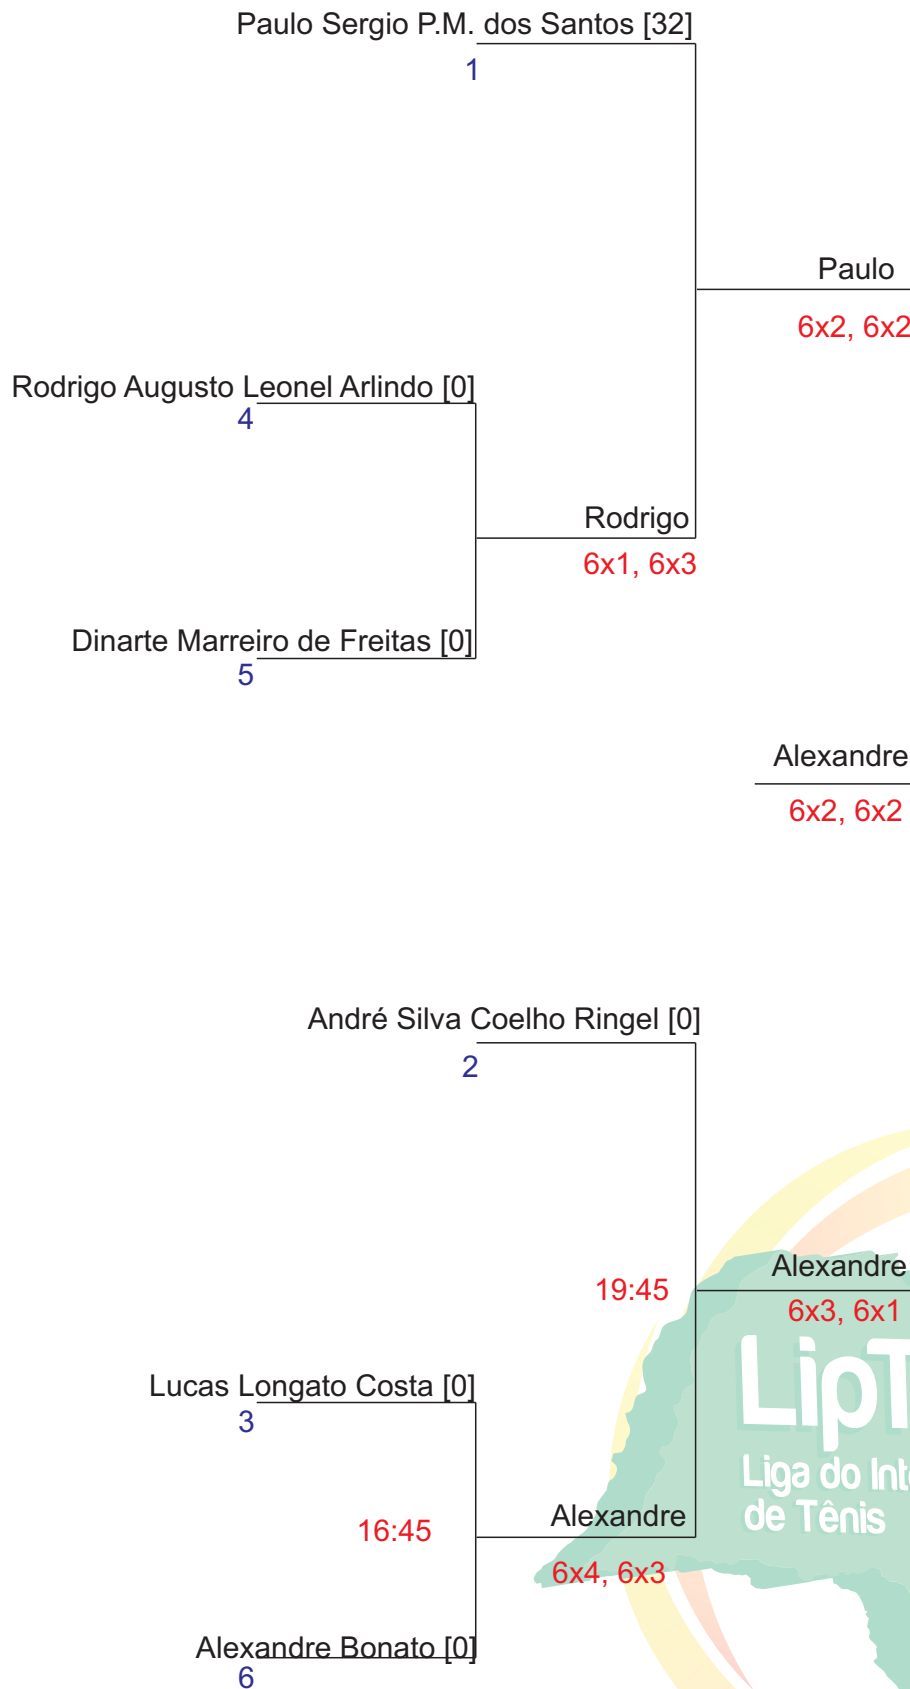 Paulo Sergio P.M. dos Santos [32]
1
Paulo
6x2, 6x2
Rodrigo Augusto Leonel Arlindo [0]
4
Rodrigo
6x1, 6x3
Dinarte Marreiro de Freitas [0]
5
Alexandre
6x2, 6x2
André Silva Coelho Ringel [0]
2
Alexandre
19:45
6x3, 6x1
LipT
Lucas Longato Costa [0]
3
Liga do Inte
de Tênis
Alexandre
16:45
6x4, 6x3
Alexandre Bonato [0]
6